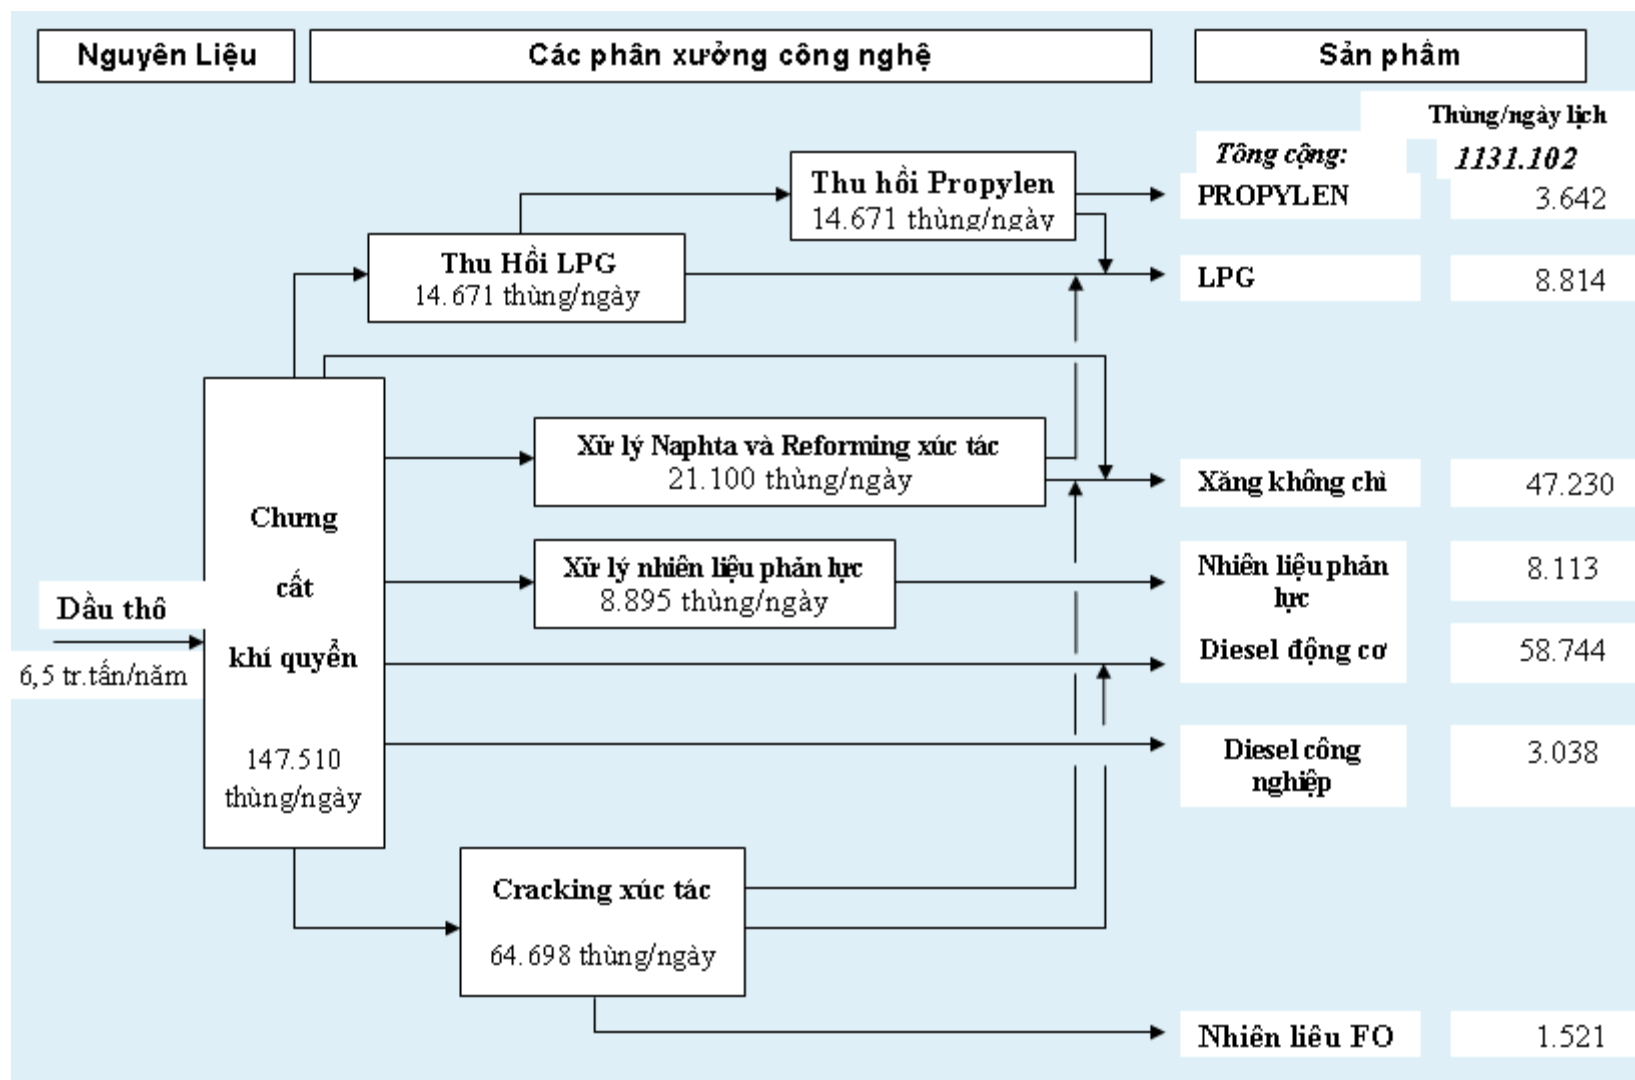 Nguyên Liệu
Các phân xưởng công nghệ
Sản phẩm
Thùng/ngày lịch
Tông cộng:
1131.102
Thu hồi Propylen
14.671 thùng/ngày
PROPYLEN
3.642
Thu Hồi LPG
14.671 thùng/ngày
LPG
8.814
Xử lý Naphta và Reforming xúc tác
21.100 thùng/ngày
Xăng không chì
47.230
Chưng
cất
khí quyển
147.510
thùng/ngày
Xử lý nhiên liệu phản lực
8.895 thùng/ngày
Nhiên liệu phản
lực
8.113
Dầu thô
6,5 tr.tấn/năm
Diesel động cơ
58.744
Diesel công
nghiệp
3.038
Cracking xúc tác
64.698 thùng/ngày
Nhiên liêu FO
1.521